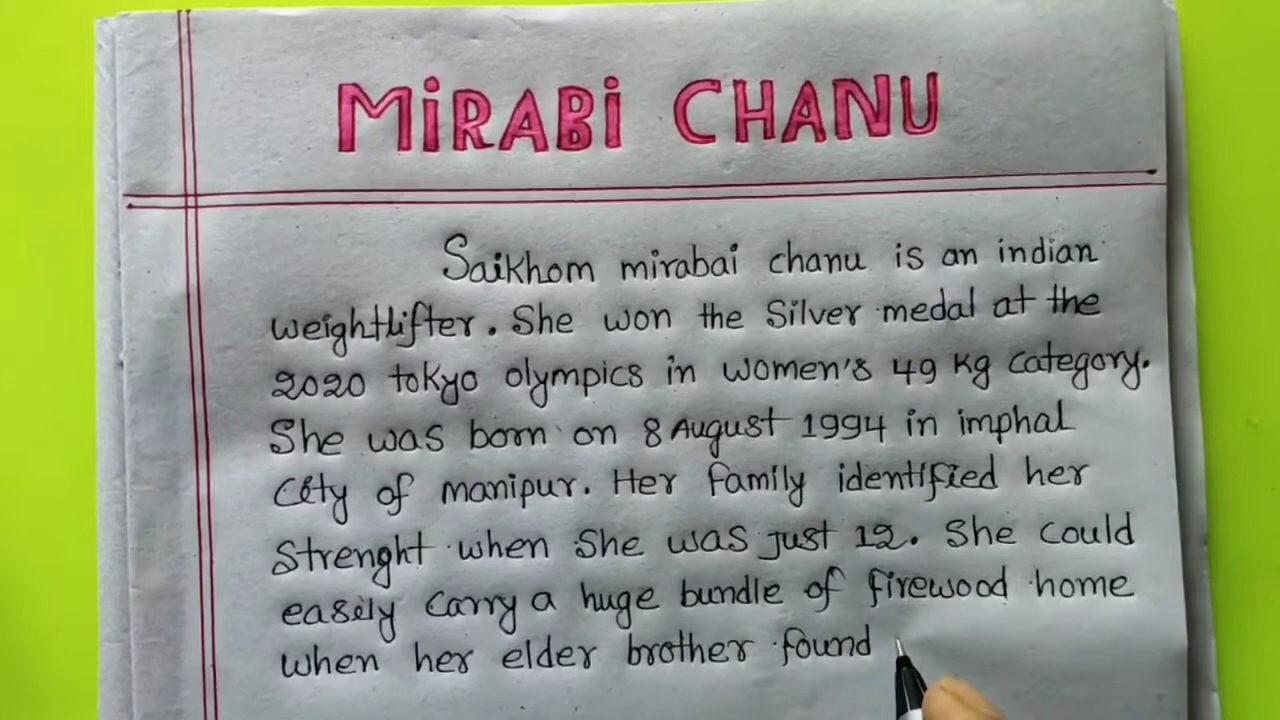 MiRABi CHANU
Saikhom mirabai chanu is an indian
weightlifter. She won the Silver medal at the
2020 tokyo olympics in women's 49 Kg category.
She was born on 8 August 1994 in imphal
City of manipur. Her family identified her
Strenght when She was just 12. She could
easily carry a huge bundle of firewood home
when her elder brother found